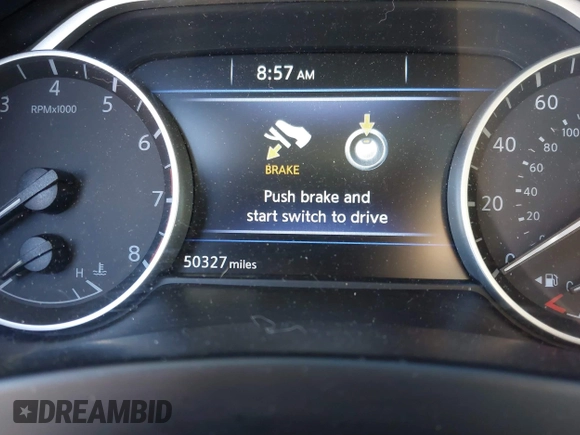 8:57 AM
BRAKE
Push brake and
start switch to drive
50327 miles
3 4 5 6 7 8
RPMx1000
H
60
40
20
0
100
80
60
40
20
DREAMBID